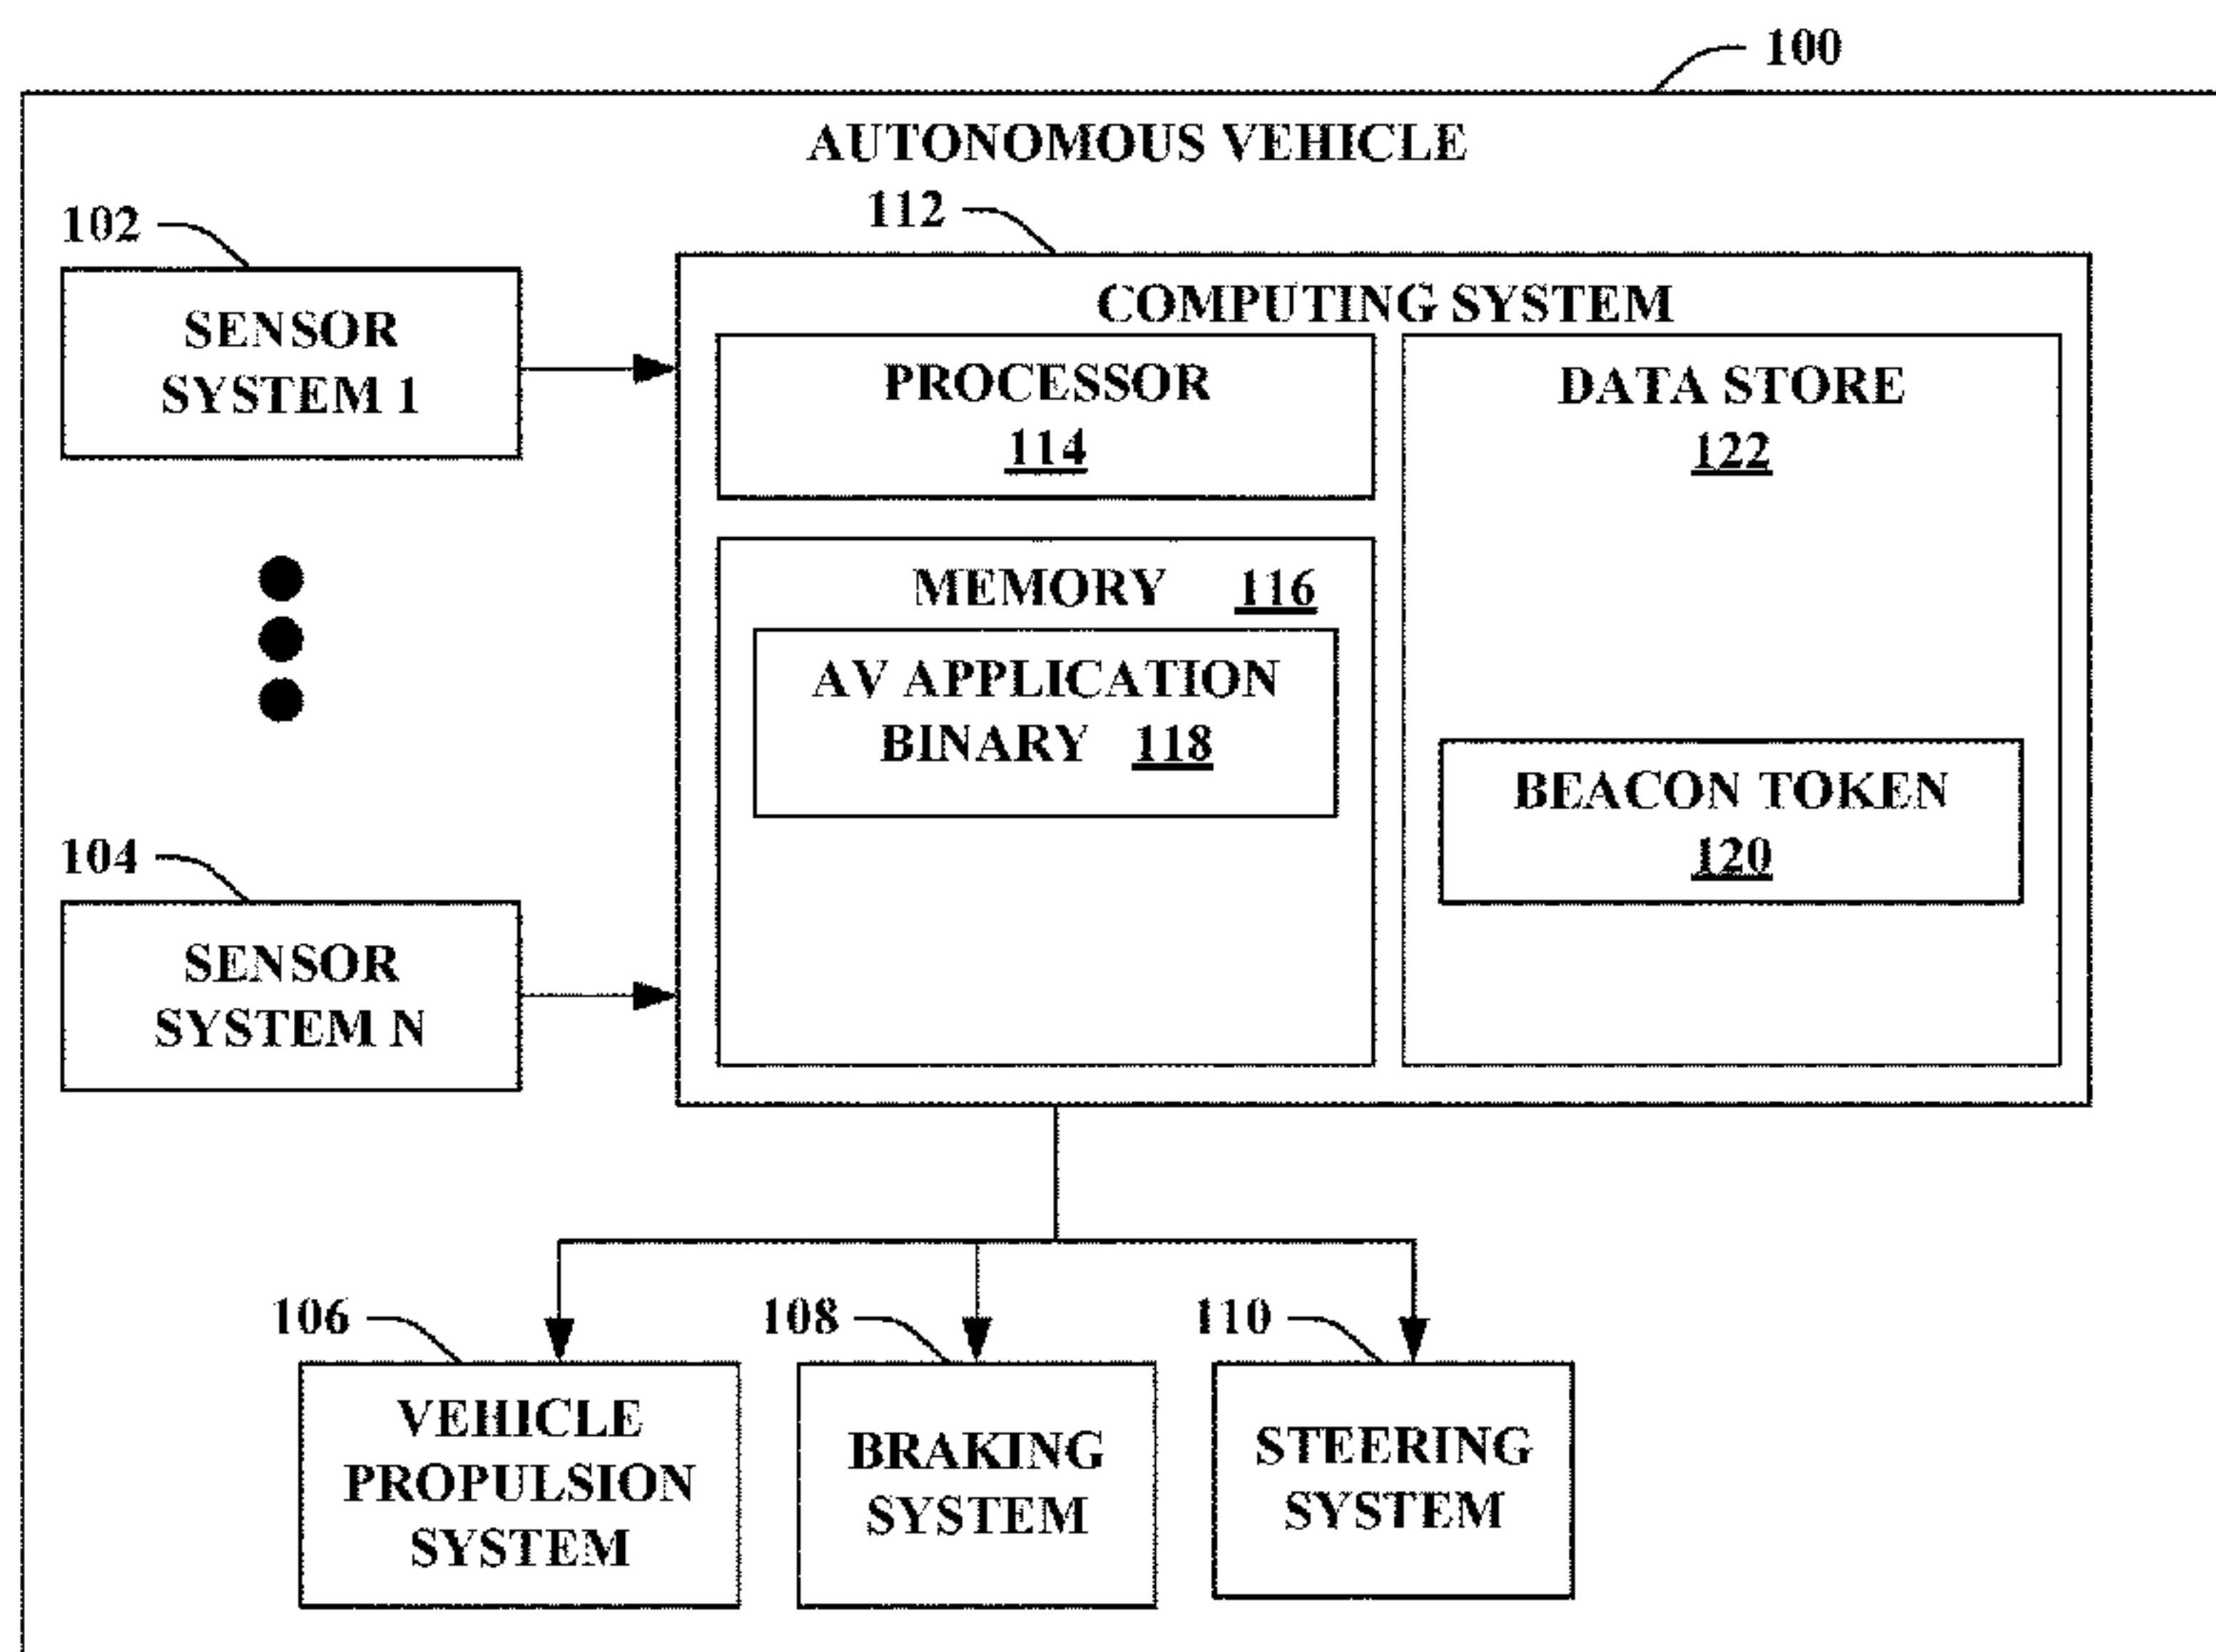 100
AUTONOMOUS VEHICLE
112
102
COMPUTING SYSTEM
SENSOR
SYSTEM 1
PROCESSOR
114
DATA STORE
122
MEMORY 116
AV APPLICATION
BINARY 118
BEACON TOKEN
120
104
SENSOR
SYSTEM N
106
108
110
VEHICLE
PROPULSION
SYSTEM
BRAKING
SYSTEM
STEERING
SYSTEM